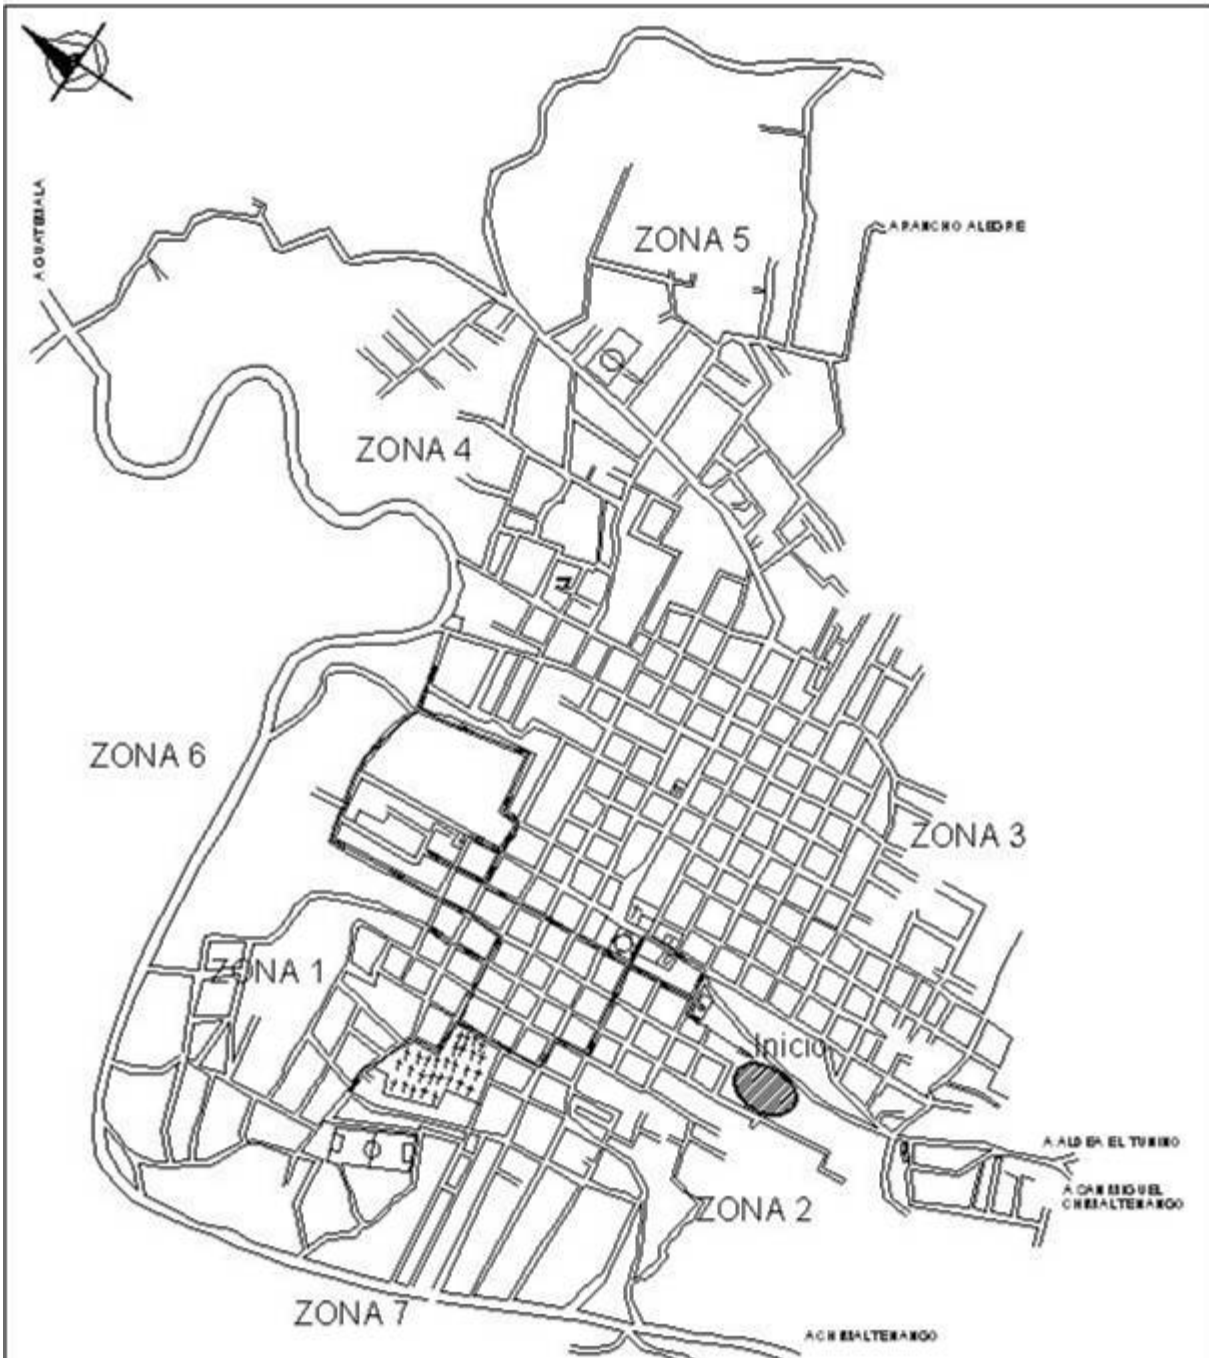 A GUATEMALA
ZONA 5
A RANCHO ALEGRE
ZONA 4
ZONA 6
ZONA 3
ZONA 1
Inicio
A ALDEA EL TUNINO
A SAN MIGUEL
CHIMALTENANGO
ZONA 2
ZONA 7
A CHIMALTENANGO